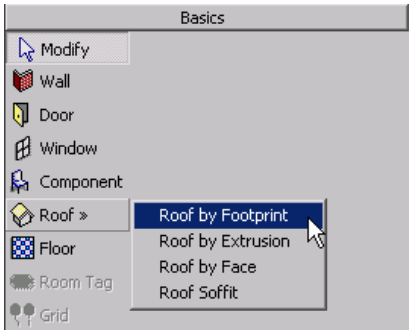 Basics
Modify
Wall
Door
Window
Component
Roof »
Roof by Footprint
Roof by Extrusion
Roof by Face
Roof Soffit
Floor
Room Tag
Grid